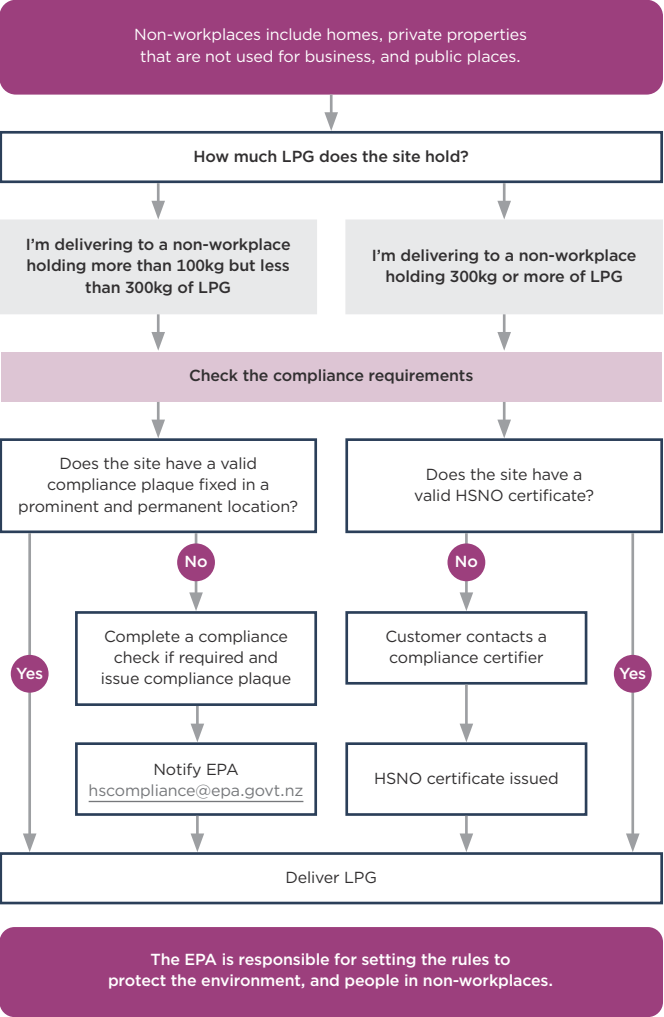 Non-workplaces include homes, private properties
that are not used for business, and public places.
How much LPG does the site hold?
I'm delivering to a non-workplace
holding more than 100kg but less
than 300kg of LPG
I'm delivering to a non-workplace
holding 300kg or more of LPG
Check the compliance requirements
Does the site have a valid
compliance plaque fixed in a
prominent and permanent location?
Does the site have a
valid HSNO certificate?
No
No
Complete a compliance
check if required and
issue compliance plaque
Customer contacts a
compliance certifier
Yes
Yes
Notify EPA
hscompliance@epa.govt.nz
HSNO certificate issued
Deliver LPG
The EPA is responsible for setting the rules to
protect the environment, and people in non-workplaces.